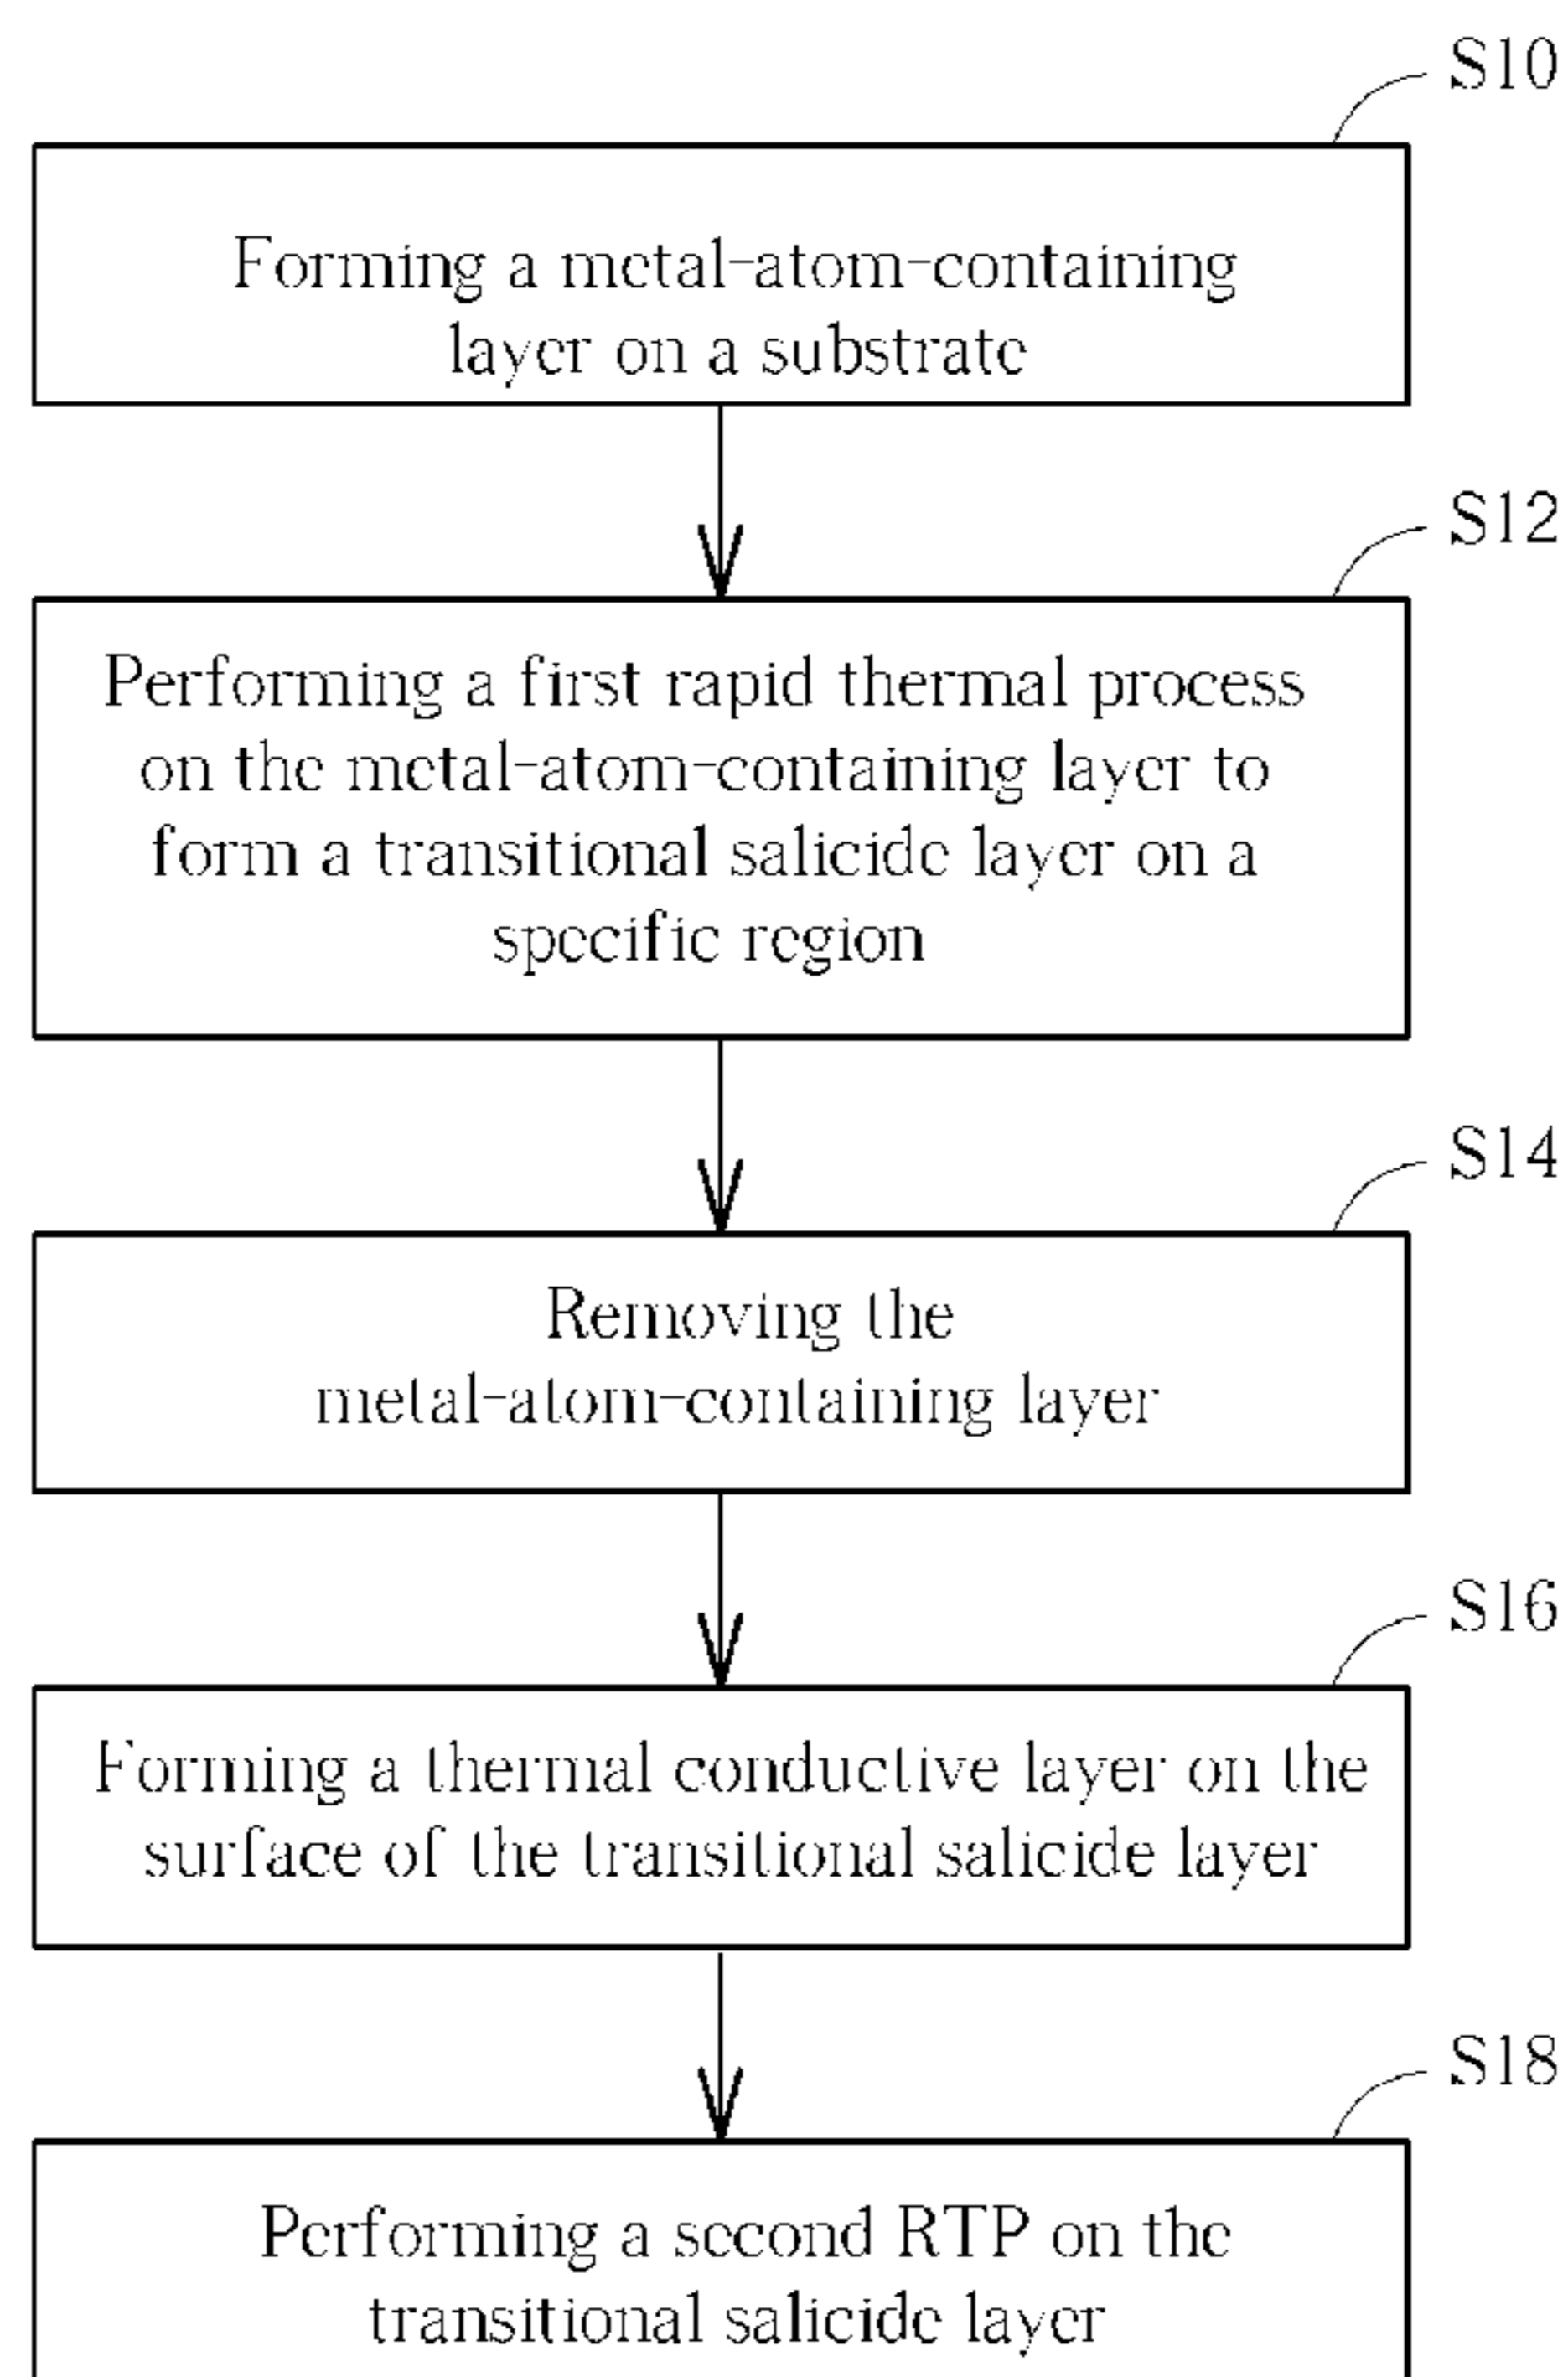 S10
Forming a metal-atom-containing
layer on a substrate
S12
Performing a first rapid thermal process
on the metal-atom-containing layer to
form a transitional salicide layer on a
specific region
S14
Removing the
metal-atom-containing layer
S16
Forming a thermal conductive layer on the
surface of the transitional salicide layer
S18
Performing a second RTP on the
transitional salicide layer